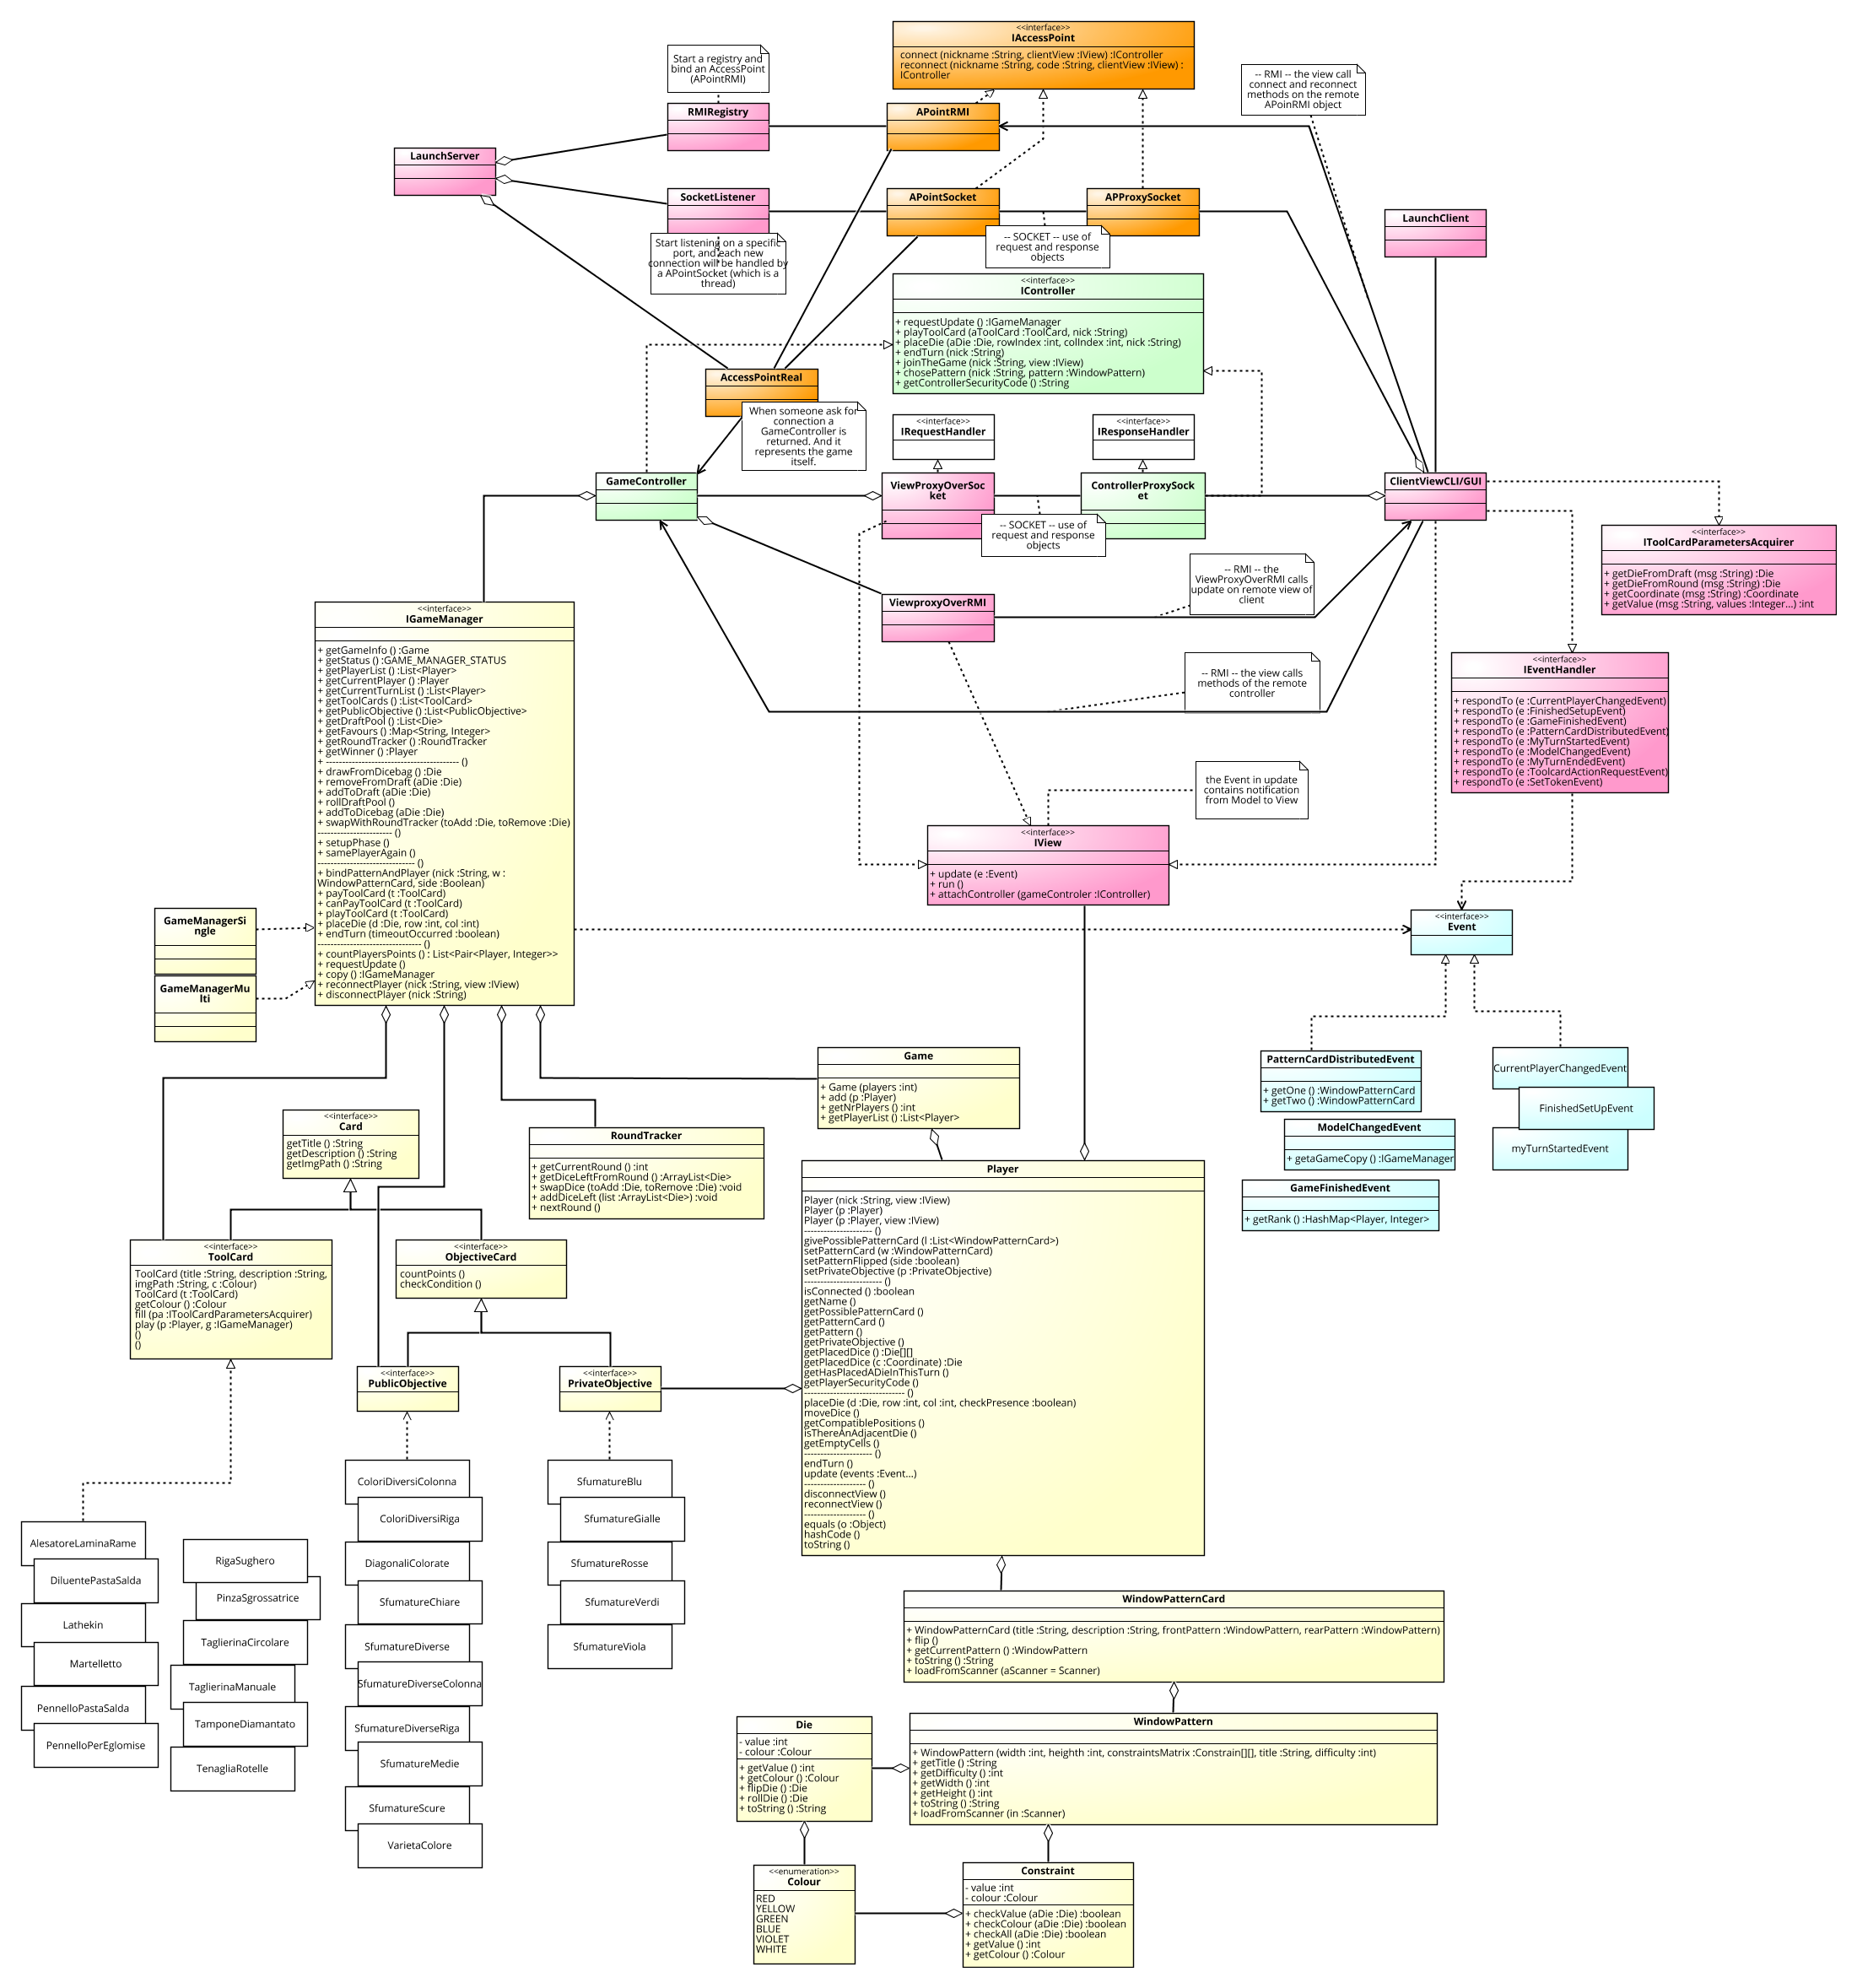 <<interface>>
IAccessPoint
connect (nickname :String, clientView :IView) :IController
reconnect (nickname :String, code :String, clientView :IView) :
IController
Start a registry and
bind an AccessPoint
(APointRMI)
-- RMI -- the view call
connect and reconnect
methods on the remote
APoinRMI object
RMIRegistry
APointRMI
LaunchServer
SocketListener
APointSocket
APProxySocket
LaunchClient
Start listening on a specific
port, and each new
connection will be handled by
a APointSocket (which is a
thread)
-- SOCKET -- use of
request and response
objects
<<interface>>
IController
+ requestUpdate () :IGameManager
+ playToolCard (aToolCard :ToolCard, nick :String)
+ placeDie (aDie :Die, rowIndex :int, colIndex :int, nick :String)
+ endTurn (nick :String)
+ joinTheGame (nick :String, view :IView)
+ chosePattern (nick :String, pattern :WindowPattern)
+ getControllerSecurityCode () :String
AccessPointReal
When someone ask for
connection a
GameController is
returned. And it
represents the game
itself.
<<interface>>
IRequestHandler
<<interface>>
IResponseHandler
GameController
ViewProxyOverSoc
ket
ControllerProxySock
et
ClientViewCLI/GUI
-- SOCKET -- use of
request and response
objects
<<interface>>
IToolCardParametersAcquirer
+ getDieFromDraft (msg :String) :Die
+ getDieFromRound (msg :String) :Die
+ getCoordinate (msg :String) :Coordinate
+ getValue (msg :String, values :Integer...) :int
-- RMI -- the
ViewProxyOverRMI calls
update on remote view of
client
ViewproxyOverRMI
<<interface>>
IGameManager
+ getGameInfo () :Game
+ getStatus () :GAME_MANAGER_STATUS
+ getPlayerList () :List<Player>
+ getCurrentPlayer () :Player
+ getCurrentTurnList () :List<Player>
+ getToolCards () :List<ToolCard>
+ getPublicObjective () :List<PublicObjective>
+ getDraftPool () :List<Die>
+ getFavours () :Map<String, Integer>
+ getRoundTracker () :RoundTracker
+ getWinner () :Player
+ ----------------------------------------- ()
+ drawFromDicebag () :Die
+ removeFromDraft (aDie :Die)
+ addToDraft (aDie :Die)
+ rollDraftPool ()
+ addToDicebag (aDie :Die)
+ swapWithRoundTracker (toAdd :Die, toRemove :Die)
----------------------- ()
+ setupPhase ()
+ samePlayerAgain ()
------------------------------ ()
+ bindPatternAndPlayer (nick :String, w :
WindowPatternCard, side :Boolean)
+ payToolCard (t :ToolCard)
+ canPayToolCard (t :ToolCard)
+ playToolCard (t :ToolCard)
+ placeDie (d :Die, row :int, col :int)
+ endTurn (timeoutOccurred :boolean)
-------------------------------- ()
+ countPlayersPoints () : List<Pair<Player, Integer>>
+ requestUpdate ()
+ copy () :IGameManager
+ reconnectPlayer (nick :String, view :IView)
+ disconnectPlayer (nick :String)
-- RMI -- the view calls
methods of the remote
controller
<<interface>>
IEventHandler
+ respondTo (e :CurrentPlayerChangedEvent)
+ respondTo (e :FinishedSetupEvent)
+ respondTo (e :GameFinishedEvent)
+ respondTo (e :PatternCardDistributedEvent)
+ respondTo (e :MyTurnStartedEvent)
+ respondTo (e :ModelChangedEvent)
+ respondTo (e :MyTurnEndedEvent)
+ respondTo (e :ToolcardActionRequestEvent)
+ respondTo (e :SetTokenEvent)
the Event in update
contains notification
from Model to View
<<interface>>
IView
+ update (e :Event)
+ run ()
+ attachController (gameControler :IController)
GameManagerSi
ngle
GameManagerMu
lti
<<interface>>
Event
PatternCardDistributedEvent
+ getOne () :WindowPatternCard
+ getTwo () :WindowPatternCard
CurrentPlayerChangedEvent
FinishedSetUpEvent
myTurnStartedEvent
ModelChangedEvent
+ getaGameCopy () :IGameManager
GameFinishedEvent
+ getRank () :HashMap<Player, Integer>
Game
+ Game (players :int)
+ add (p :Player)
+ getNrPlayers () :int
+ getPlayerList () :List<Player>
<<interface>>
Card
getTitle () :String
getDescription () :String
getImgPath () :String
RoundTracker
+ getCurrentRound () :int
+ getDiceLeftFromRound () :ArrayList<Die>
+ swapDice (toAdd :Die, toRemove :Die) :void
+ addDiceLeft (list :ArrayList<Die>) :void
+ nextRound ()
Player
Player (nick :String, view :IView)
Player (p :Player)
Player (p :Player, view :IView)
--------------------- ()
givePossiblePatternCard (l :List<WindowPatternCard>)
setPatternCard (w :WindowPatternCard)
setPatternFlipped (side :boolean)
setPrivateObjective (p :PrivateObjective)
------------------------ ()
isConnected () :boolean
getName ()
getPossiblePatternCard ()
getPatternCard ()
getPattern ()
getPrivateObjective ()
getPlacedDice () :Die[][]
getPlacedDice (c :Coordinate) :Die
getHasPlacedADieInThisTurn ()
getPlayerSecurityCode ()
------------------------------- ()
placeDie (d :Die, row :int, col :int, checkPresence :boolean)
moveDice ()
getCompatiblePositions ()
isThereAnAdjacentDie ()
getEmptyCells ()
--------------------- ()
endTurn ()
update (events :Event...)
------------------- ()
disconnectView ()
reconnectView ()
------------------- ()
equals (o :Object)
hashCode ()
toString ()
<<interface>>
ToolCard
ToolCard (title :String, description :String,
imgPath :String, c :Colour)
ToolCard (t :ToolCard)
getColour () :Colour
fill (pa :IToolCardParametersAcquirer)
play (p :Player, g :IGameManager)
()
()
<<interface>>
ObjectiveCard
countPoints ()
checkCondition ()
<<interface>>
PublicObjective
<<interface>>
PrivateObjective
AlesatoreLaminaRame
DiluentePastaSalda
Lathekin
Martelletto
PennelloPastaSalda
PennelloPerEglomise
RigaSughero
PinzaSgrossatrice
TaglierinaCircolare
TaglierinaManuale
TamponeDiamantato
TenagliaRotelle
ColoriDiversiColonna
ColoriDiversiRiga
DiagonaliColorate
SfumatureChiare
SfumatureDiverse
SfumatureDiverseColonna
SfumatureDiverseRiga
SfumatureMedie
SfumatureScure
VarietaColore
SfumatureBlu
SfumatureGialle
SfumatureRosse
SfumatureVerdi
SfumatureViola
WindowPatternCard
+ WindowPatternCard (title :String, description :String, frontPattern :WindowPattern, rearPattern :WindowPattern)
+ flip ()
+ getCurrentPattern () :WindowPattern
+ toString () :String
+ loadFromScanner (aScanner = Scanner)
Die
- value :int
- colour :Colour
+ getValue () :int
+ getColour () :Colour
+ flipDie () :Die
+ rollDie () :Die
+ toString () :String
WindowPattern
+ WindowPattern (width :int, heighth :int, constraintsMatrix :Constrain[][], title :String, difficulty :int)
+ getTitle () :String
+ getDifficulty () :int
+ getWidth () :int
+ getHeight () :int
+ toString () :String
+ loadFromScanner (in :Scanner)
<<enumeration>>
Colour
RED
YELLOW
GREEN
BLUE
VIOLET
WHITE
Constraint
- value :int
- colour :Colour
+ checkValue (aDie :Die) :boolean
+ checkColour (aDie :Die) :boolean
+ checkAll (aDie :Die) :boolean
+ getValue () :int
+ getColour () :Colour